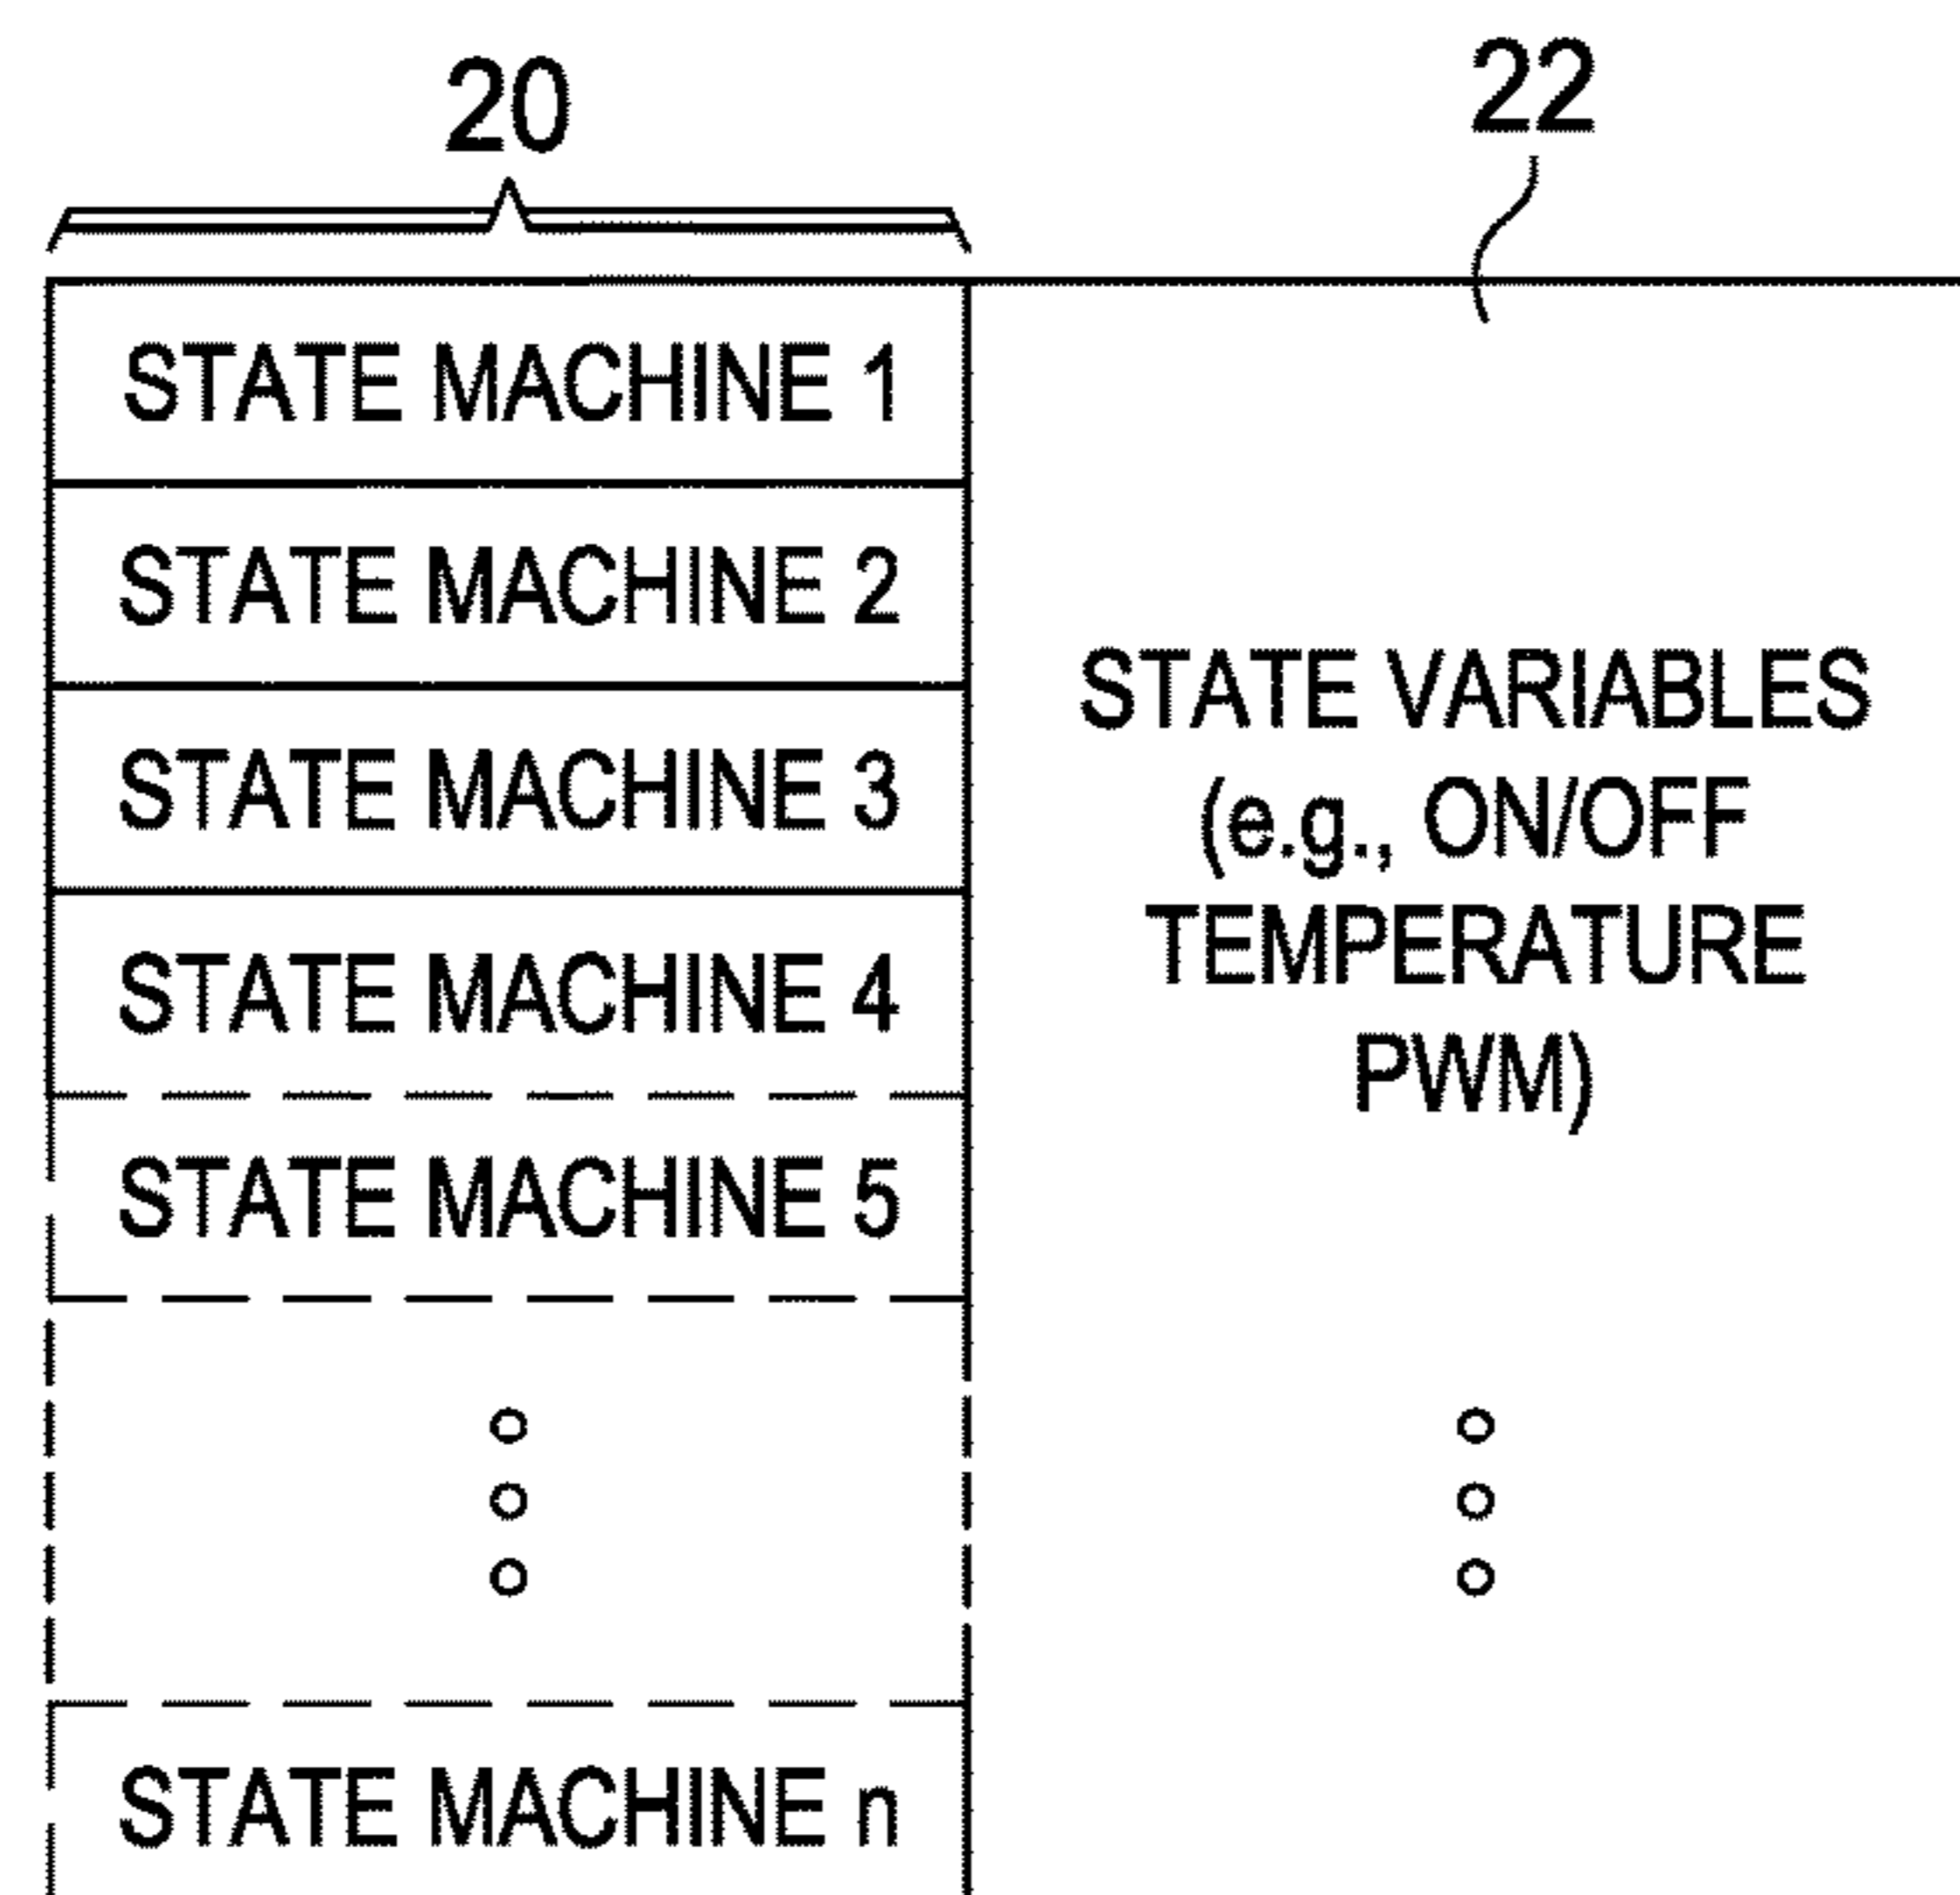 20
22
STATE MACHINE 1
STATE MACHINE 2
STATE MACHINE 3
STATE MACHINE 4
STATE MACHINE 5
STATE MACHINE n
STATE VARIABLES
(e.g., ON/OFF
TEMPERATURE
PWM)